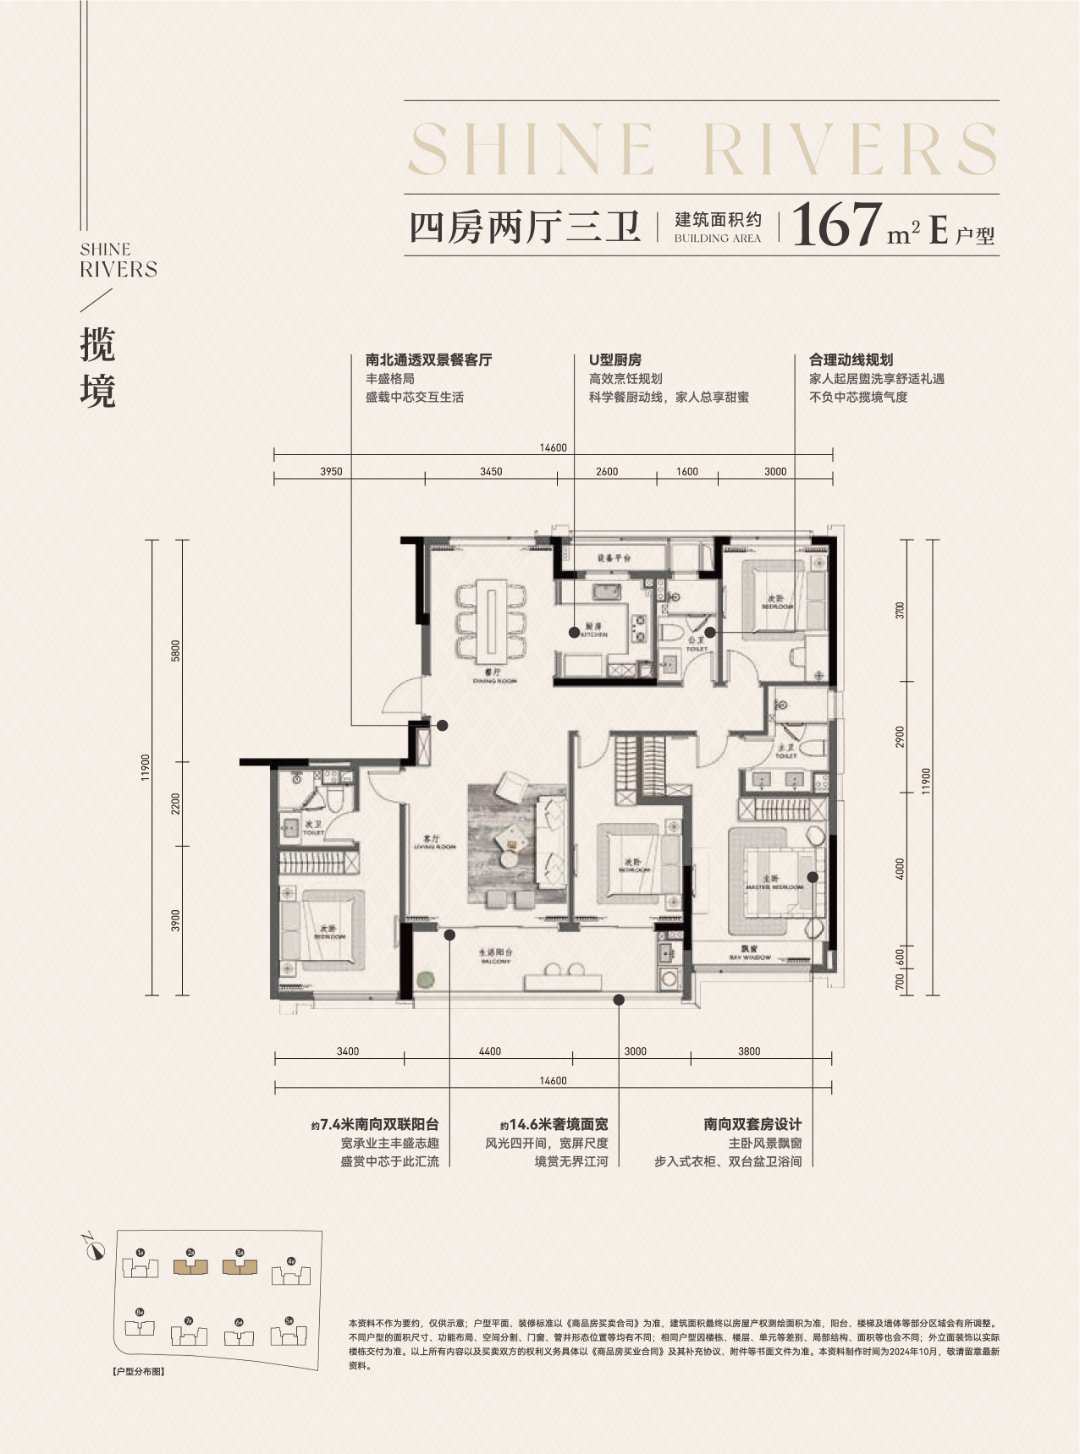 SHINE RIVERS
四房两厅三卫
建筑面积约
BUILDING AREA
167m² E户型
SHINE
RIVERS
揽境
南北通透双景餐客厅
丰盛格局
盛载中芯交互生活
U型厨房
高效烹饪规划
科学餐厨动线，家人总享甜蜜
合理动线规划
家人起居盥洗享舒适礼遇
不负中芯揽境气度
14600
3950 3450 2600 1600 3000
11900
5800
2200
3900
3700
2900
4000
600
700
11900
设备平台
厨房
KITCHEN
公卫
TOILET
次卧
BEDROOM
餐厅
DINING ROOM
主卫
TOILET
次卫
TOILET
客厅
LIVING ROOM
次卧
BEDROOM
主卧
MASTER BEDROOM
次卧
BEDROOM
生活阳台
BALCONY
飘窗
BAY WINDOW
3400 4400 3000 3800
14600
约7.4米南向双联阳台
宽承业主丰盛志趣
盛赏中芯于此汇流
约14.6米奢境面宽
风光四开间，宽屏尺度
境赏无界江河
南向双套房设计
主卧风景飘窗
步入式衣柜、双台盆卫浴间
N
【户型分布图】
本资料不作为要约，仅供示意；户型平面、装修标准以《商品房买卖合同》为准，建筑面积最终以房屋产权测绘面积为准，阳台、楼梯及墙体等部分区域会有所调整。
不同户型的面积尺寸、功能布局、空间分割、门窗、管井形态位置等均有不同；相同户型因楼栋、楼层、单元等差别、局部结构、面积等也会不同；外立面装饰以实际
楼栋交付为准。以上所有内容以及买卖双方的权利义务具体以《商品房买业合同》及其补充协议、附件等书面文件为准。本资料制作时间为2024年10月，敬请留意最新
资料。